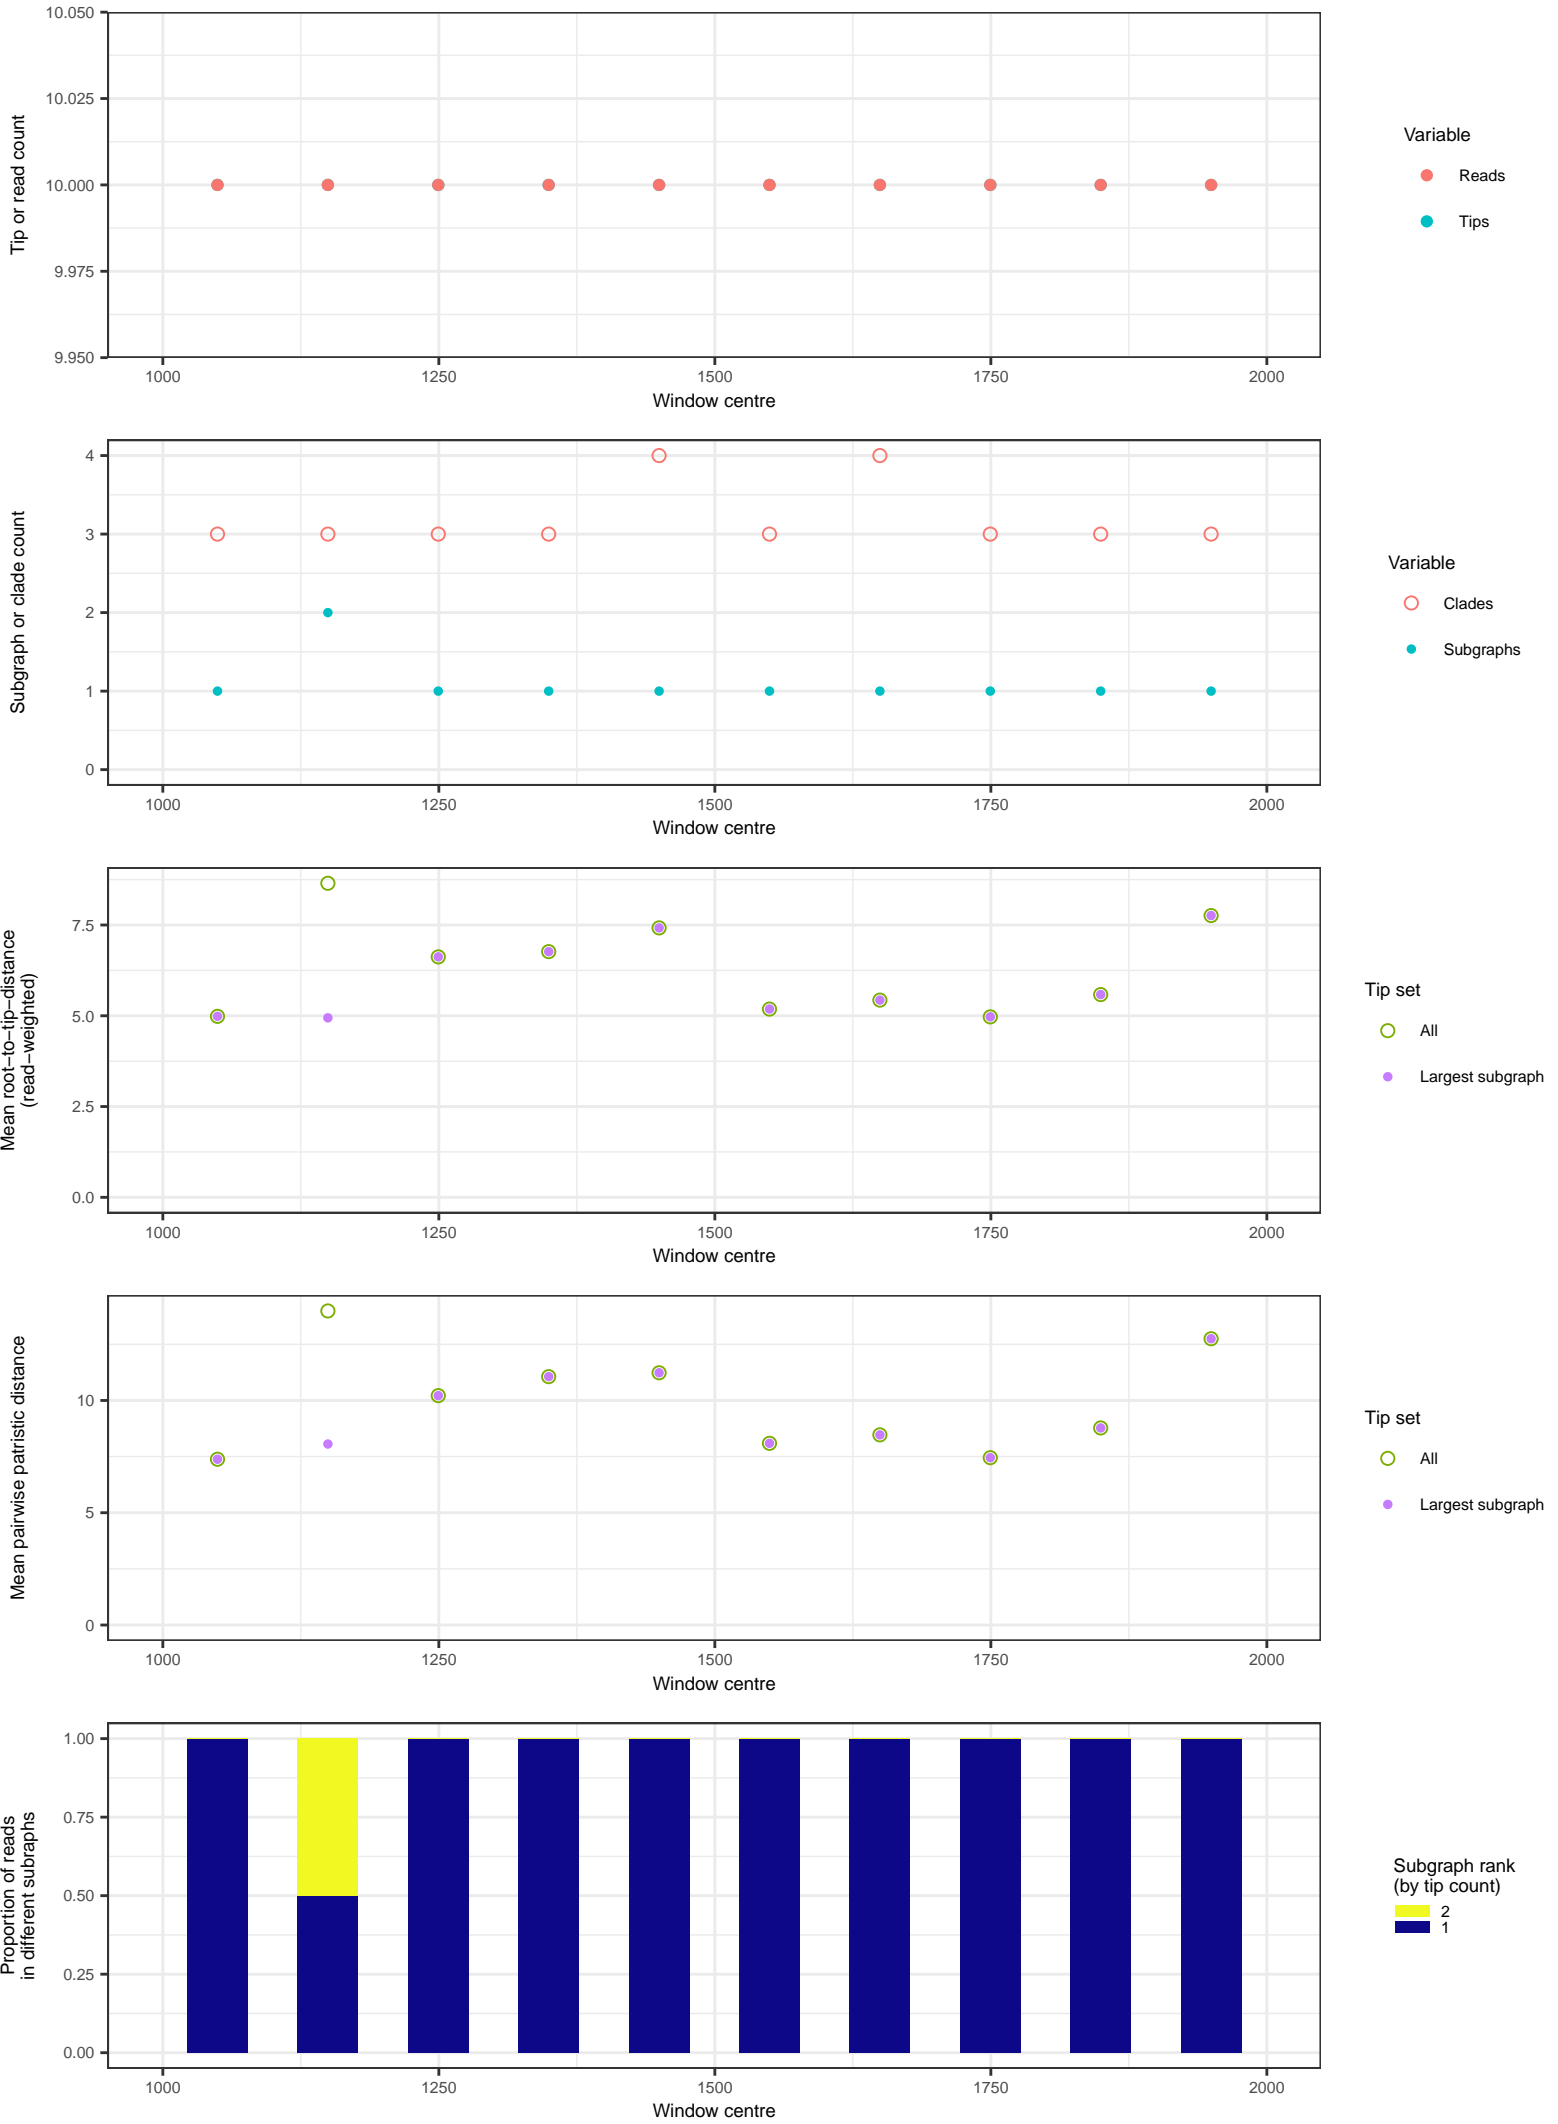 10.050
10.025
10.000
9.975
9.950
Tip or read count
1000 1250 1500 1750 2000
Window centre
Variable
Reads
Tips
4
3
2
1
0
Subgraph or clade count
1000 1250 1500 1750 2000
Window centre
Variable
Clades
Subgraphs
7.5
5.0
2.5
0.0
Mean root−to−tip−distance
(read−weighted)
1000 1250 1500 1750 2000
Window centre
Tip set
All
Largest subgraph
10
5
0
Mean pairwise patristic distance
1000 1250 1500 1750 2000
Window centre
Tip set
All
Largest subgraph
1.00
0.75
0.50
0.25
0.00
Proportion of reads
in different subraphs
1000 1250 1500 1750 2000
Window centre
Subgraph rank
(by tip count)
2
1